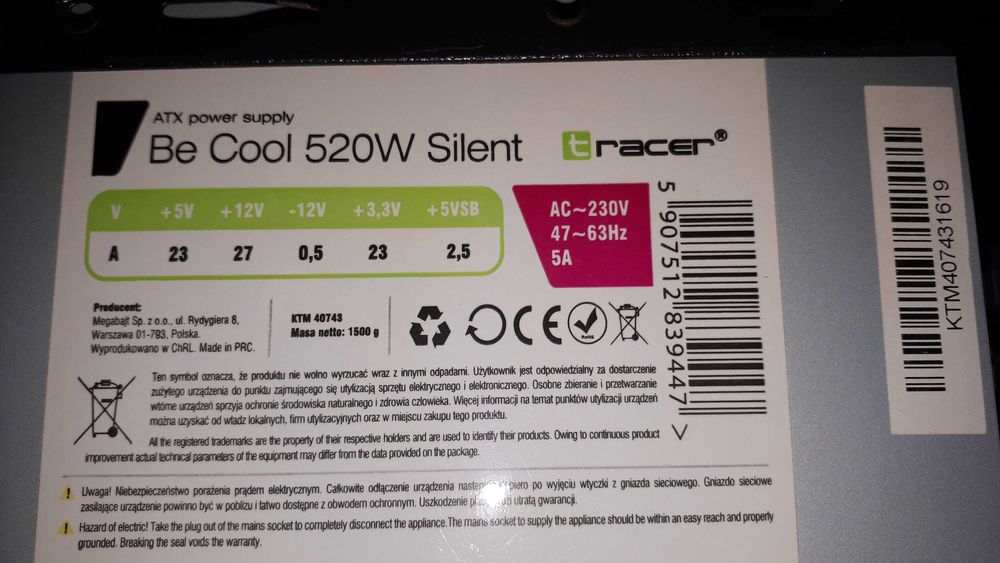 ATX power supply
Be Cool 520W Silent
tracer®
V +5V +12V -12V +3,3V +5VSB
A 23 27 0,5 23 2,5
AC~230V
47~63Hz
5A
5907512839447 >
KTM407431619
Producent:
Megabajt Sp. z o.o., ul. Rydygiera 8,
Warszawa 01-793, Polska.
Wyprodukowano w ChRL. Made in PRC.
KTM 40743
Masa netto: 1500 g
CE
RoHS
Ten symbol oznacza, że produktu nie wolno wyrzucać wraz z innymi odpadami. Użytkownik jest odpowiedzialny za dostarczenie
zużytego urządzenia do punktu zajmującego się utylizacją sprzętu elektrycznego i elektronicznego. Osobne zbieranie i przetwarzanie
wtórne urządzeń sprzyja ochronie środowiska naturalnego i zdrowia człowieka. Więcej informacji na temat punktów utylizacji urządzeń
można uzyskać od władz lokalnych, firm utylizacyjnych oraz w miejscu zakupu tego produktu.
All the registered trademarks are the property of their respective holders and are used to identify their products. Owing to continuous product
improvement actual technical parameters of the equipment may differ from the data provided on the package.
! Uwaga! Niebezpieczeństwo porażenia prądem elektrycznym. Całkowite odłączenie urządzenia po wyjęciu wtyczki z gniazda sieciowego. Gniazdo sieciowe
zasilające urządzenie powinno być w pobliżu i łatwo dostępne z obwodem ochronnym. Uszkodzenie utratą gwarancji.
! Hazard of electric! Take the plug out of the mains socket to completely disconnect the appliance. The mains socket to supply the appliance should be within an easy reach and properly
grounded. Breaking the seal voids the warranty.